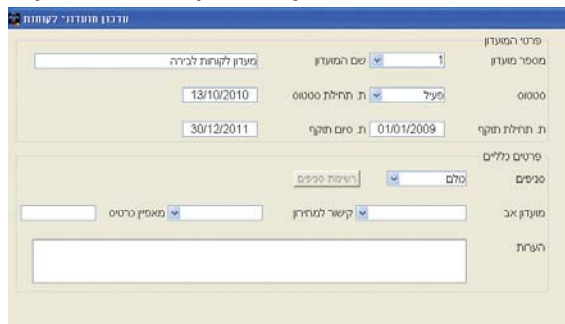 עדכון מועדוני לקוחות
פרטי המועדון
מספר מועדון 1 שם המועדון מעדון לקוחות לבירה
סטטוס פעיל ת. תחילת סטטוס 13/10/2010
ת. תחילת תוקף 01/01/2009 ת. סיום תוקף 30/12/2011
פרטים כלליים
סניפים כולם רשימת סניפים
מועדון אב קישור למחירון מאפיין כרטיס
הערות